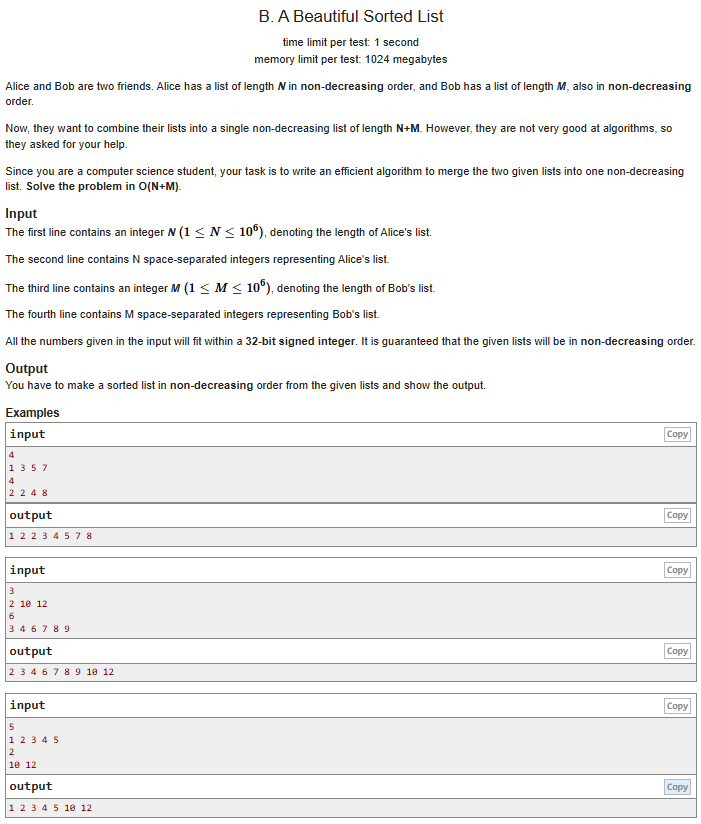 B. A Beautiful Sorted List
time limit per test: 1 second
memory limit per test: 1024 megabytes
Alice and Bob are two friends. Alice has a list of length N in non-decreasing order, and Bob has a list of length M, also in non-decreasing
order.
Now, they want to combine their lists into a single non-decreasing list of length N+M. However, they are not very good at algorithms, so
they asked for your help.
Since you are a computer science student, your task is to write an efficient algorithm to merge the two given lists into one non-decreasing
list. Solve the problem in O(N+M).
Input
The first line contains an integer N (1 ≤ N ≤ 10⁶), denoting the length of Alice's list.
The second line contains N space-separated integers representing Alice's list.
The third line contains an integer M (1 ≤ M ≤ 10⁶), denoting the length of Bob's list.
The fourth line contains M space-separated integers representing Bob's list.
All the numbers given in the input will fit within a 32-bit signed integer. It is guaranteed that the given lists will be in non-decreasing order.
Output
You have to make a sorted list in non-decreasing order from the given lists and show the output.
Examples
input Copy
4
1 3 5 7
4
2 2 4 8
output Copy
1 2 2 3 4 5 7 8
input Copy
3
2 10 12
6
3 4 6 7 8 9
output Copy
2 3 4 6 7 8 9 10 12
input Copy
5
1 2 3 4 5
2
10 12
output Copy
1 2 3 4 5 10 12